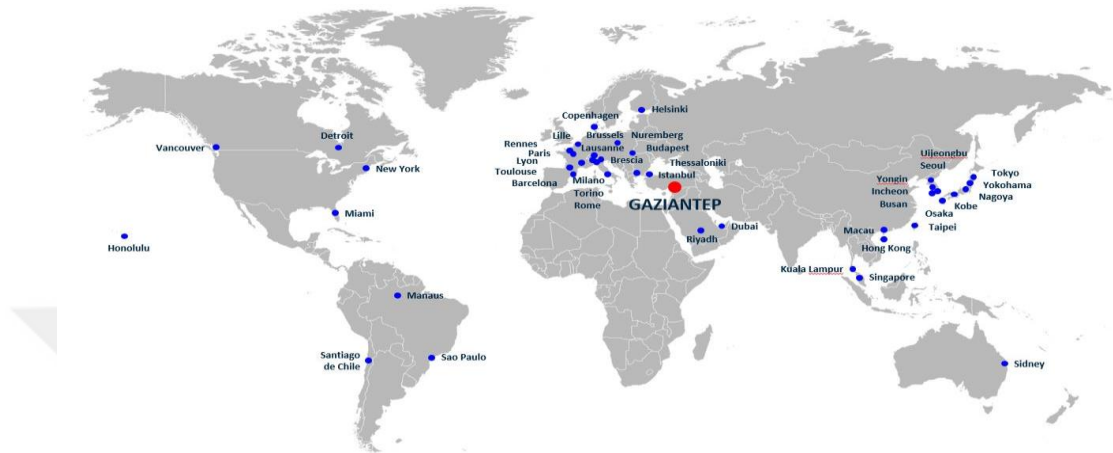 Helsinki
Copenhagen
Detroit
Lille
Brussels
Nuremberg
Vancouver
Rennes
Lausanne
Budapest
Uijeongbu
Paris
Brescia
Thessaloniki
Seoul
New York
Lyon
Tokyo
Toulouse
Milano
Istanbul
Yongin
Yokohama
Barcelona
Torino
Incheon
Nagoya
Rome
GAZIANTEP
Busan
Kobe
Miami
Osaka
Dubai
Macau
Taipei
Honolulu
Riyadh
Hong Kong
Kuala Lampur
Singapore
Manaus
Santiago
de Chile
Sao Paulo
Sidney